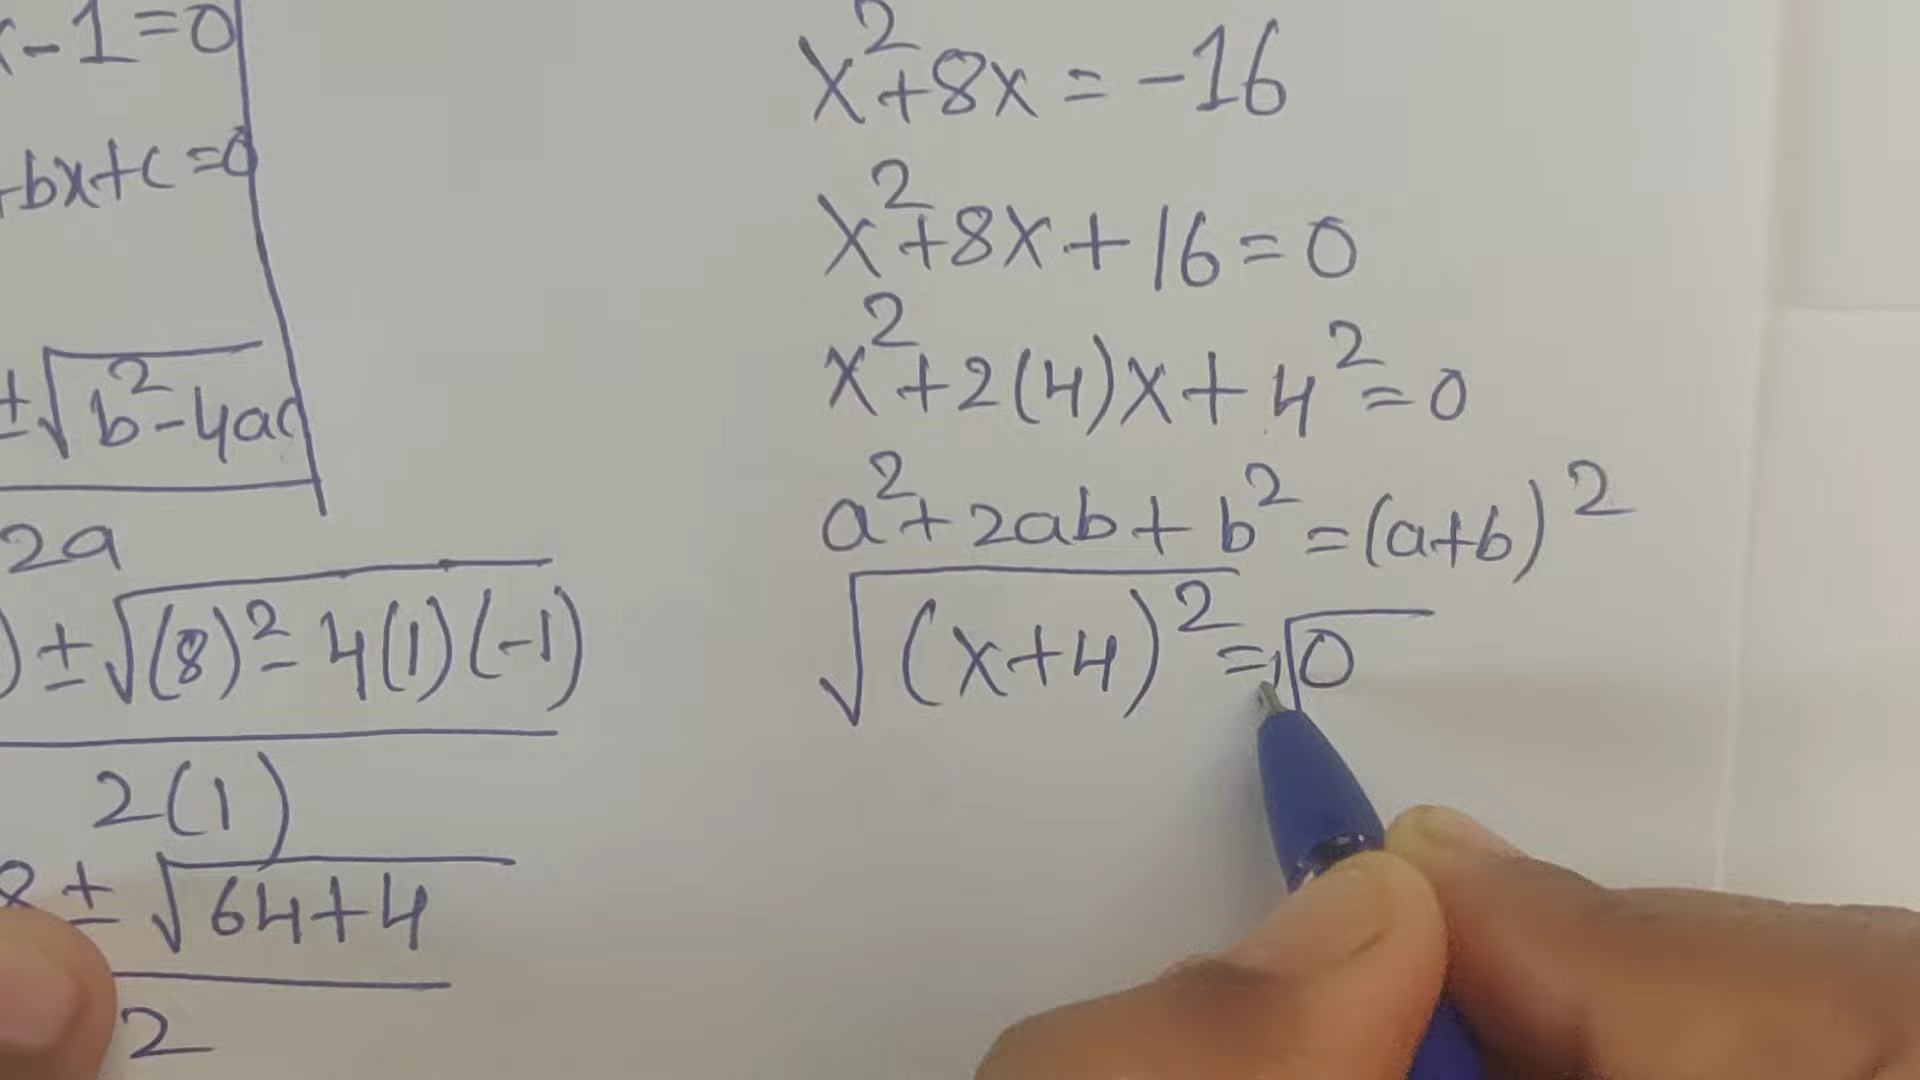 x-1=0
+bx+c=0
±√b²-4ac
2a
)±√(8)²-4(1)(-1)
2(1)
8±√64+4
2
x²+8x=-16
x²+8x+16=0
x²+2(4)x+4²=0
a²+2ab+b²=(a+b)²
√(x+4)²=√0